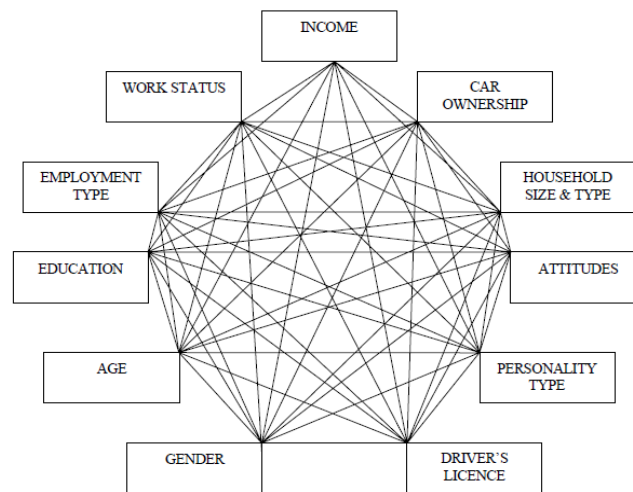 INCOME
WORK STATUS
CAR
OWNERSHIP
EMPLOYMENT
TYPE
HOUSEHOLD
SIZE & TYPE
EDUCATION
ATTITUDES
AGE
PERSONALITY
TYPE
GENDER
DRIVER'S
LICENCE